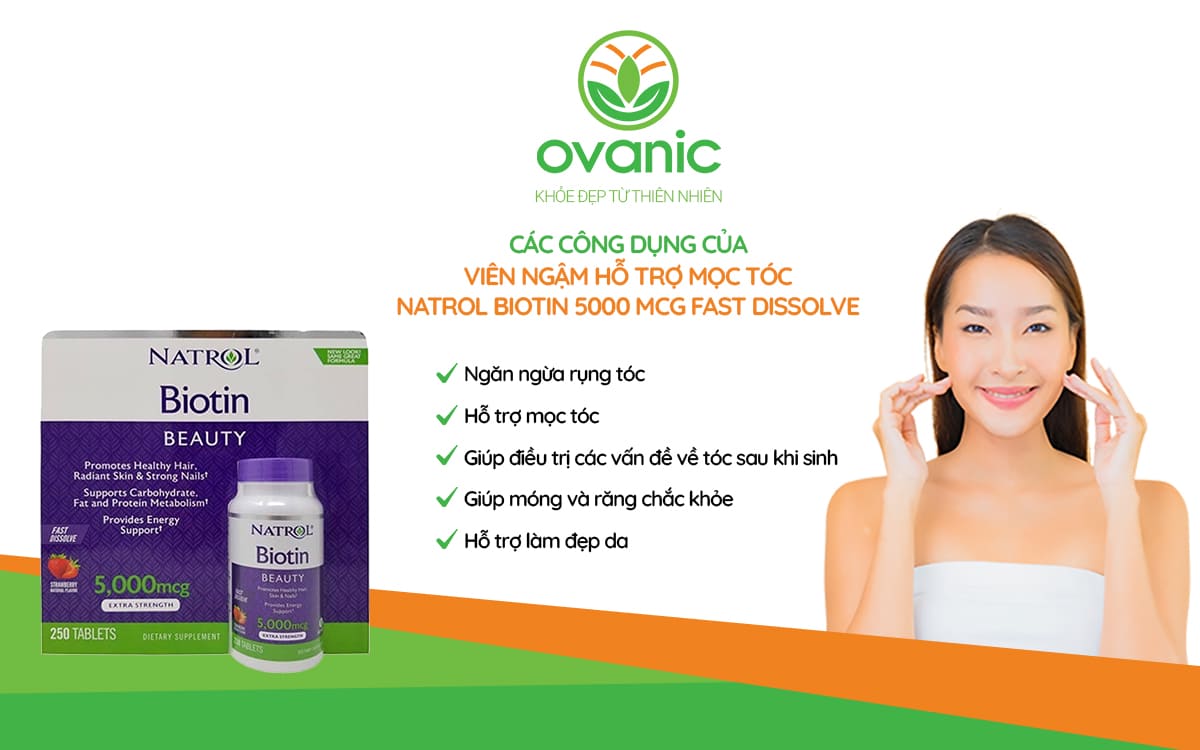 ovanic
KHỎE ĐẸP TỪ THIÊN NHIÊN
CÁC CÔNG DỤNG CỦA
VIÊN NGẬM HỖ TRỢ MỌC TÓC
NATROL BIOTIN 5000 MCG FAST DISSOLVE
Ngăn ngừa rụng tóc
Hỗ trợ mọc tóc
Giúp điều trị các vấn đề về tóc sau khi sinh
Giúp móng và răng chắc khỏe
Hỗ trợ làm đẹp da
NATROL®
NEW LOOK!
SAME GREAT
FORMULA
Biotin
BEAUTY
Promotes Healthy Hair,
Radiant Skin & Strong Nails†
Supports Carbohydrate,
Fat and Protein Metabolism†
Provides Energy
Support†
FAST
DISSOLVE
STRAWBERRY
NATURAL FLAVOR
5,000mcg
EXTRA STRENGTH
250 TABLETS
DIETARY SUPPLEMENT
NATROL
Biotin
BEAUTY
Promotes Healthy Hair,
Skin & Nails†
Provides Energy
Support†
5,000mcg
EXTRA STRENGTH
250 TABLETS